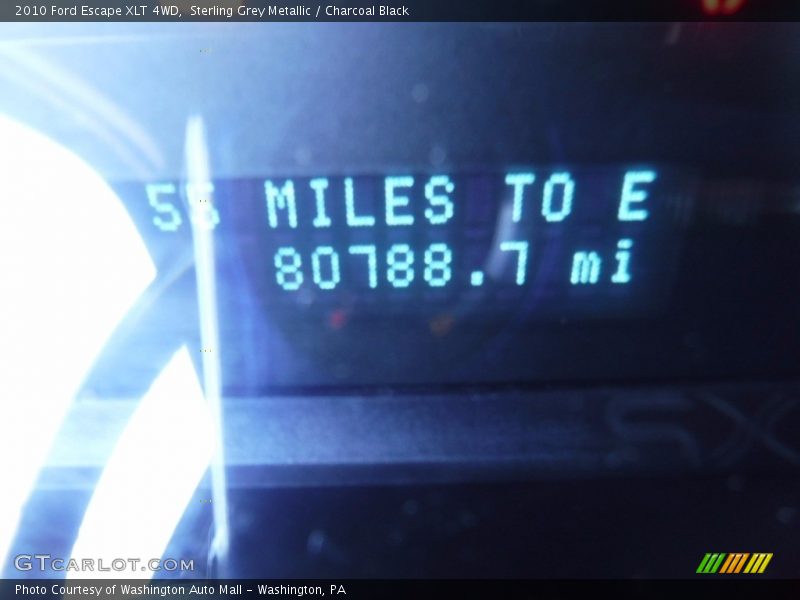 2010 Ford Escape XLT 4WD, Sterling Grey Metallic / Charcoal Black
55 MILES TO E
80788.7 mi
GTCARLOT.COM
Photo Courtesy of Washington Auto Mall - Washington, PA